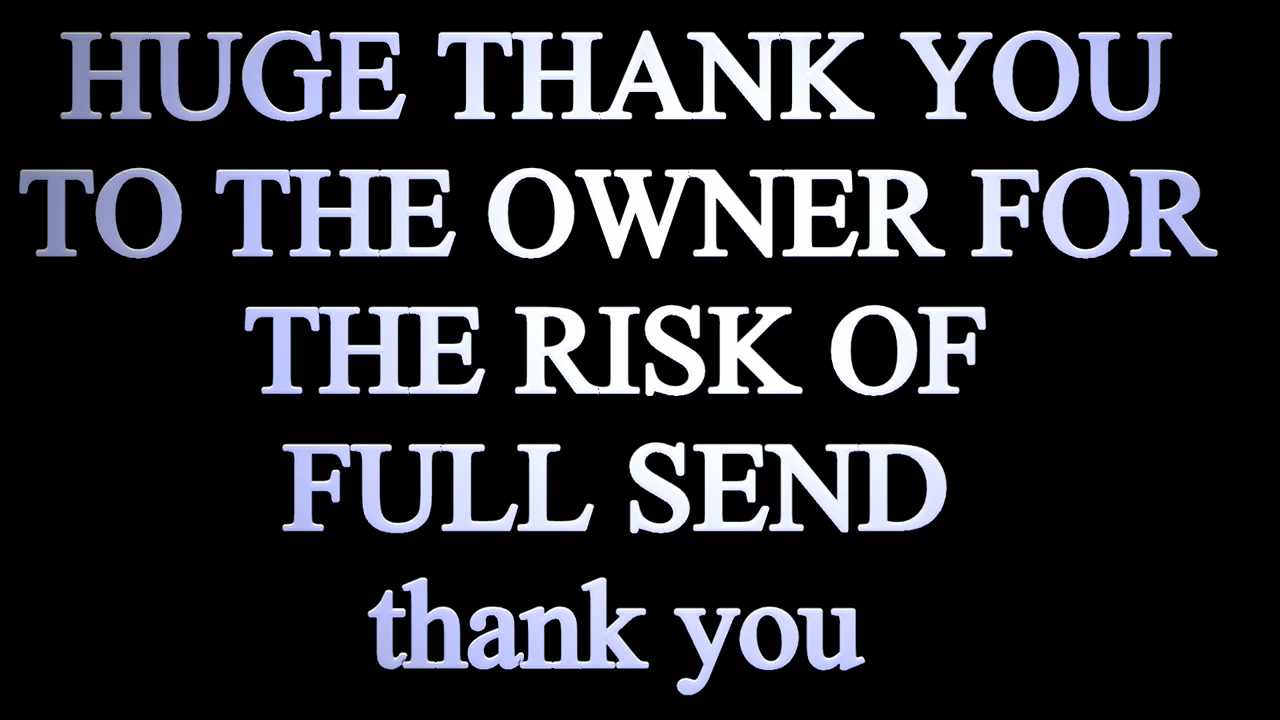 HUGE THANK YOU
TO THE OWNER FOR
THE RISK OF
FULL SEND
thank you